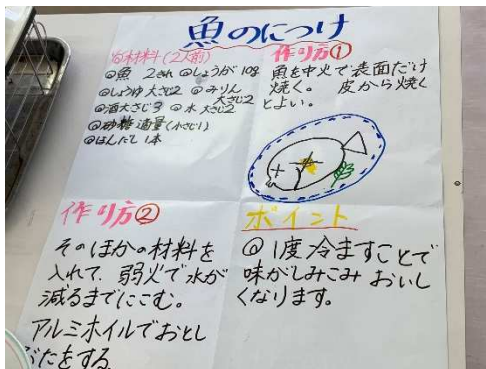 魚のにつけ
材料(2人前)
◎魚 2きれ ◎しょうが 10g
◎しょうゆ 大さじ2 ◎みりん 大さじ2
◎酒大さじ3 ◎水 大さじ2
◎砂糖 適量(小さじ1)
◎ほんだし 1本
作り方①
魚を中火で表面だけ
焼く。 皮から焼く
とよい。
作り方②
そのほかの材料を
入れて、弱火で水が
減るまでにこむ。
アルミホイルでおとし
ぶたをする
ポイント
◎1度冷ますことで
味がしみこみ おいし
くなります。